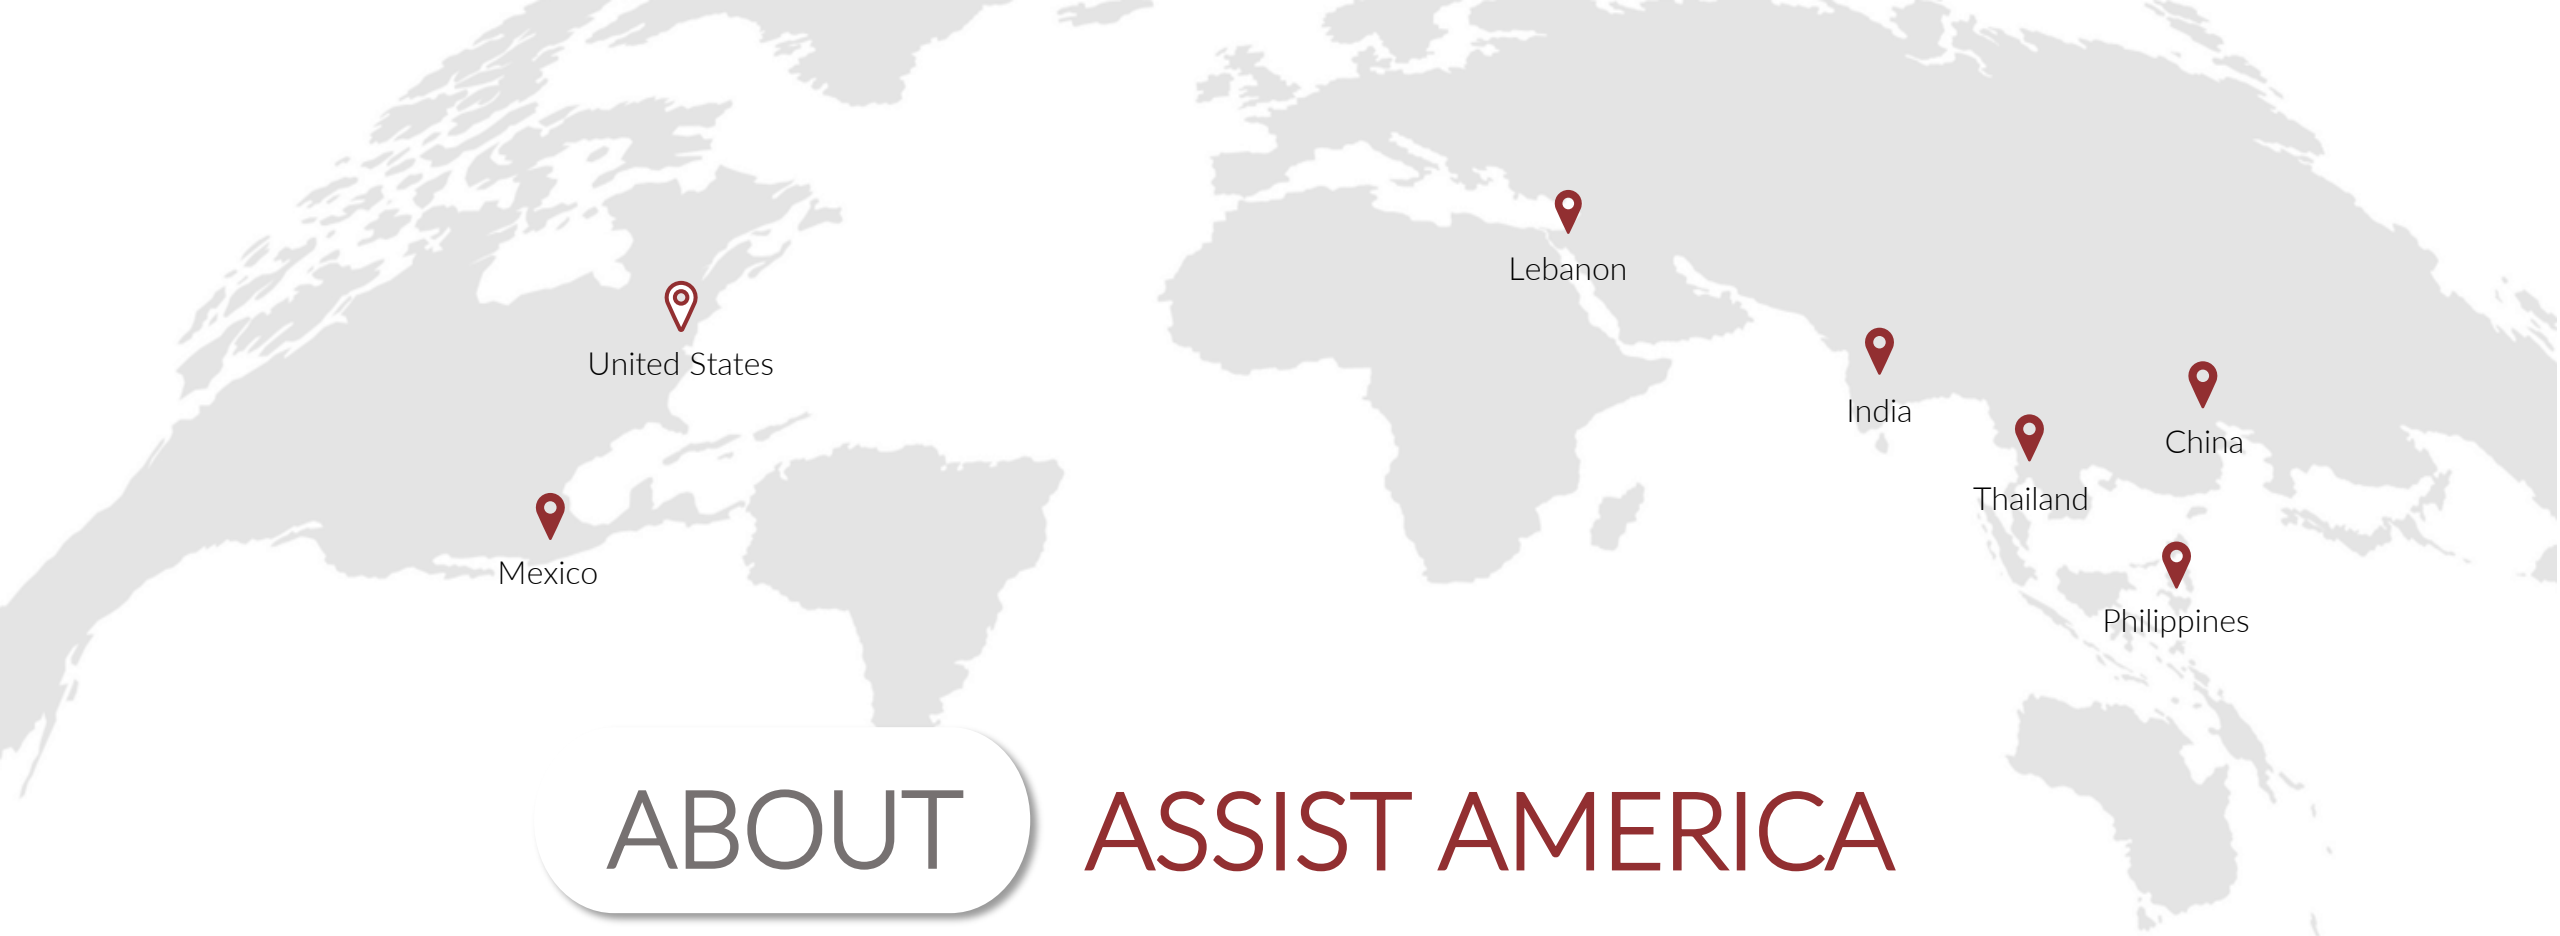 Lebanon
United States
India
China
Thailand
Mexico
Philippines
ABOUT ASSIST AMERICA